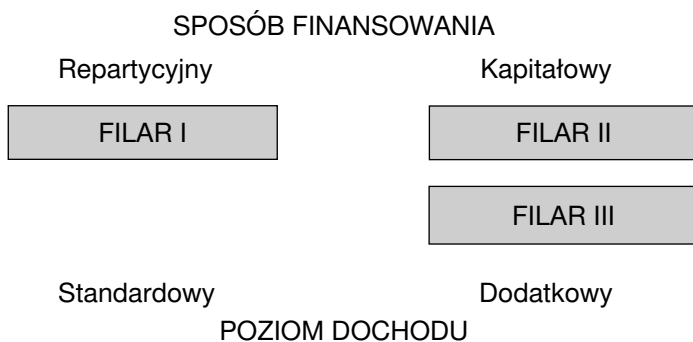 SPOSÓB FINANSOWANIA
Repartycyjny Kapitałowy
FILAR I FILAR II
FILAR III
Standardowy Dodatkowy
POZIOM DOCHODU